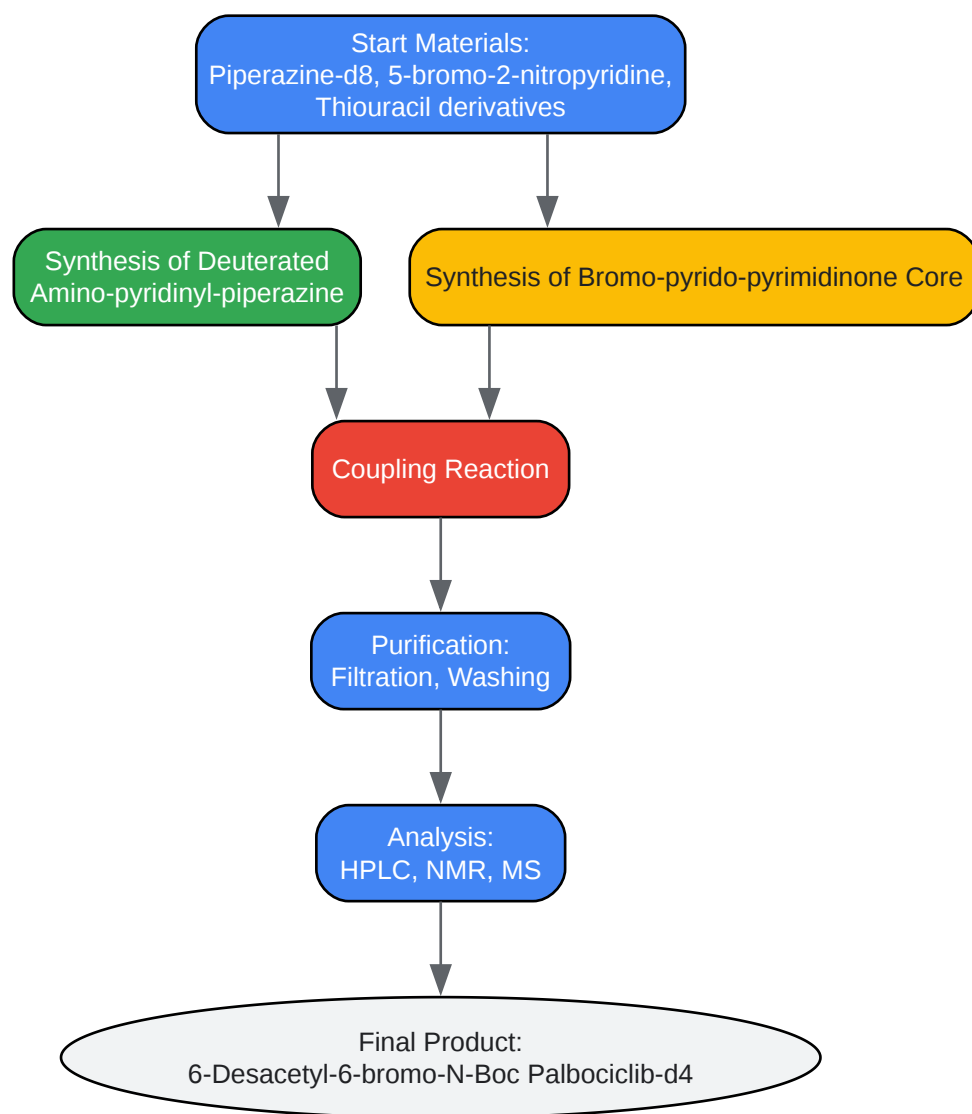 Start Materials:
Piperazine-d8, 5-bromo-2-nitropyridine,
Thiouracil derivatives
Synthesis of Deuterated
Amino-pyridinyl-piperazine
Synthesis of Bromo-pyrido-pyrimidinone Core
Coupling Reaction
Purification:
Filtration, Washing
Analysis:
HPLC, NMR, MS
Final Product:
6-Desacetyl-6-bromo-N-Boc Palbociclib-d4